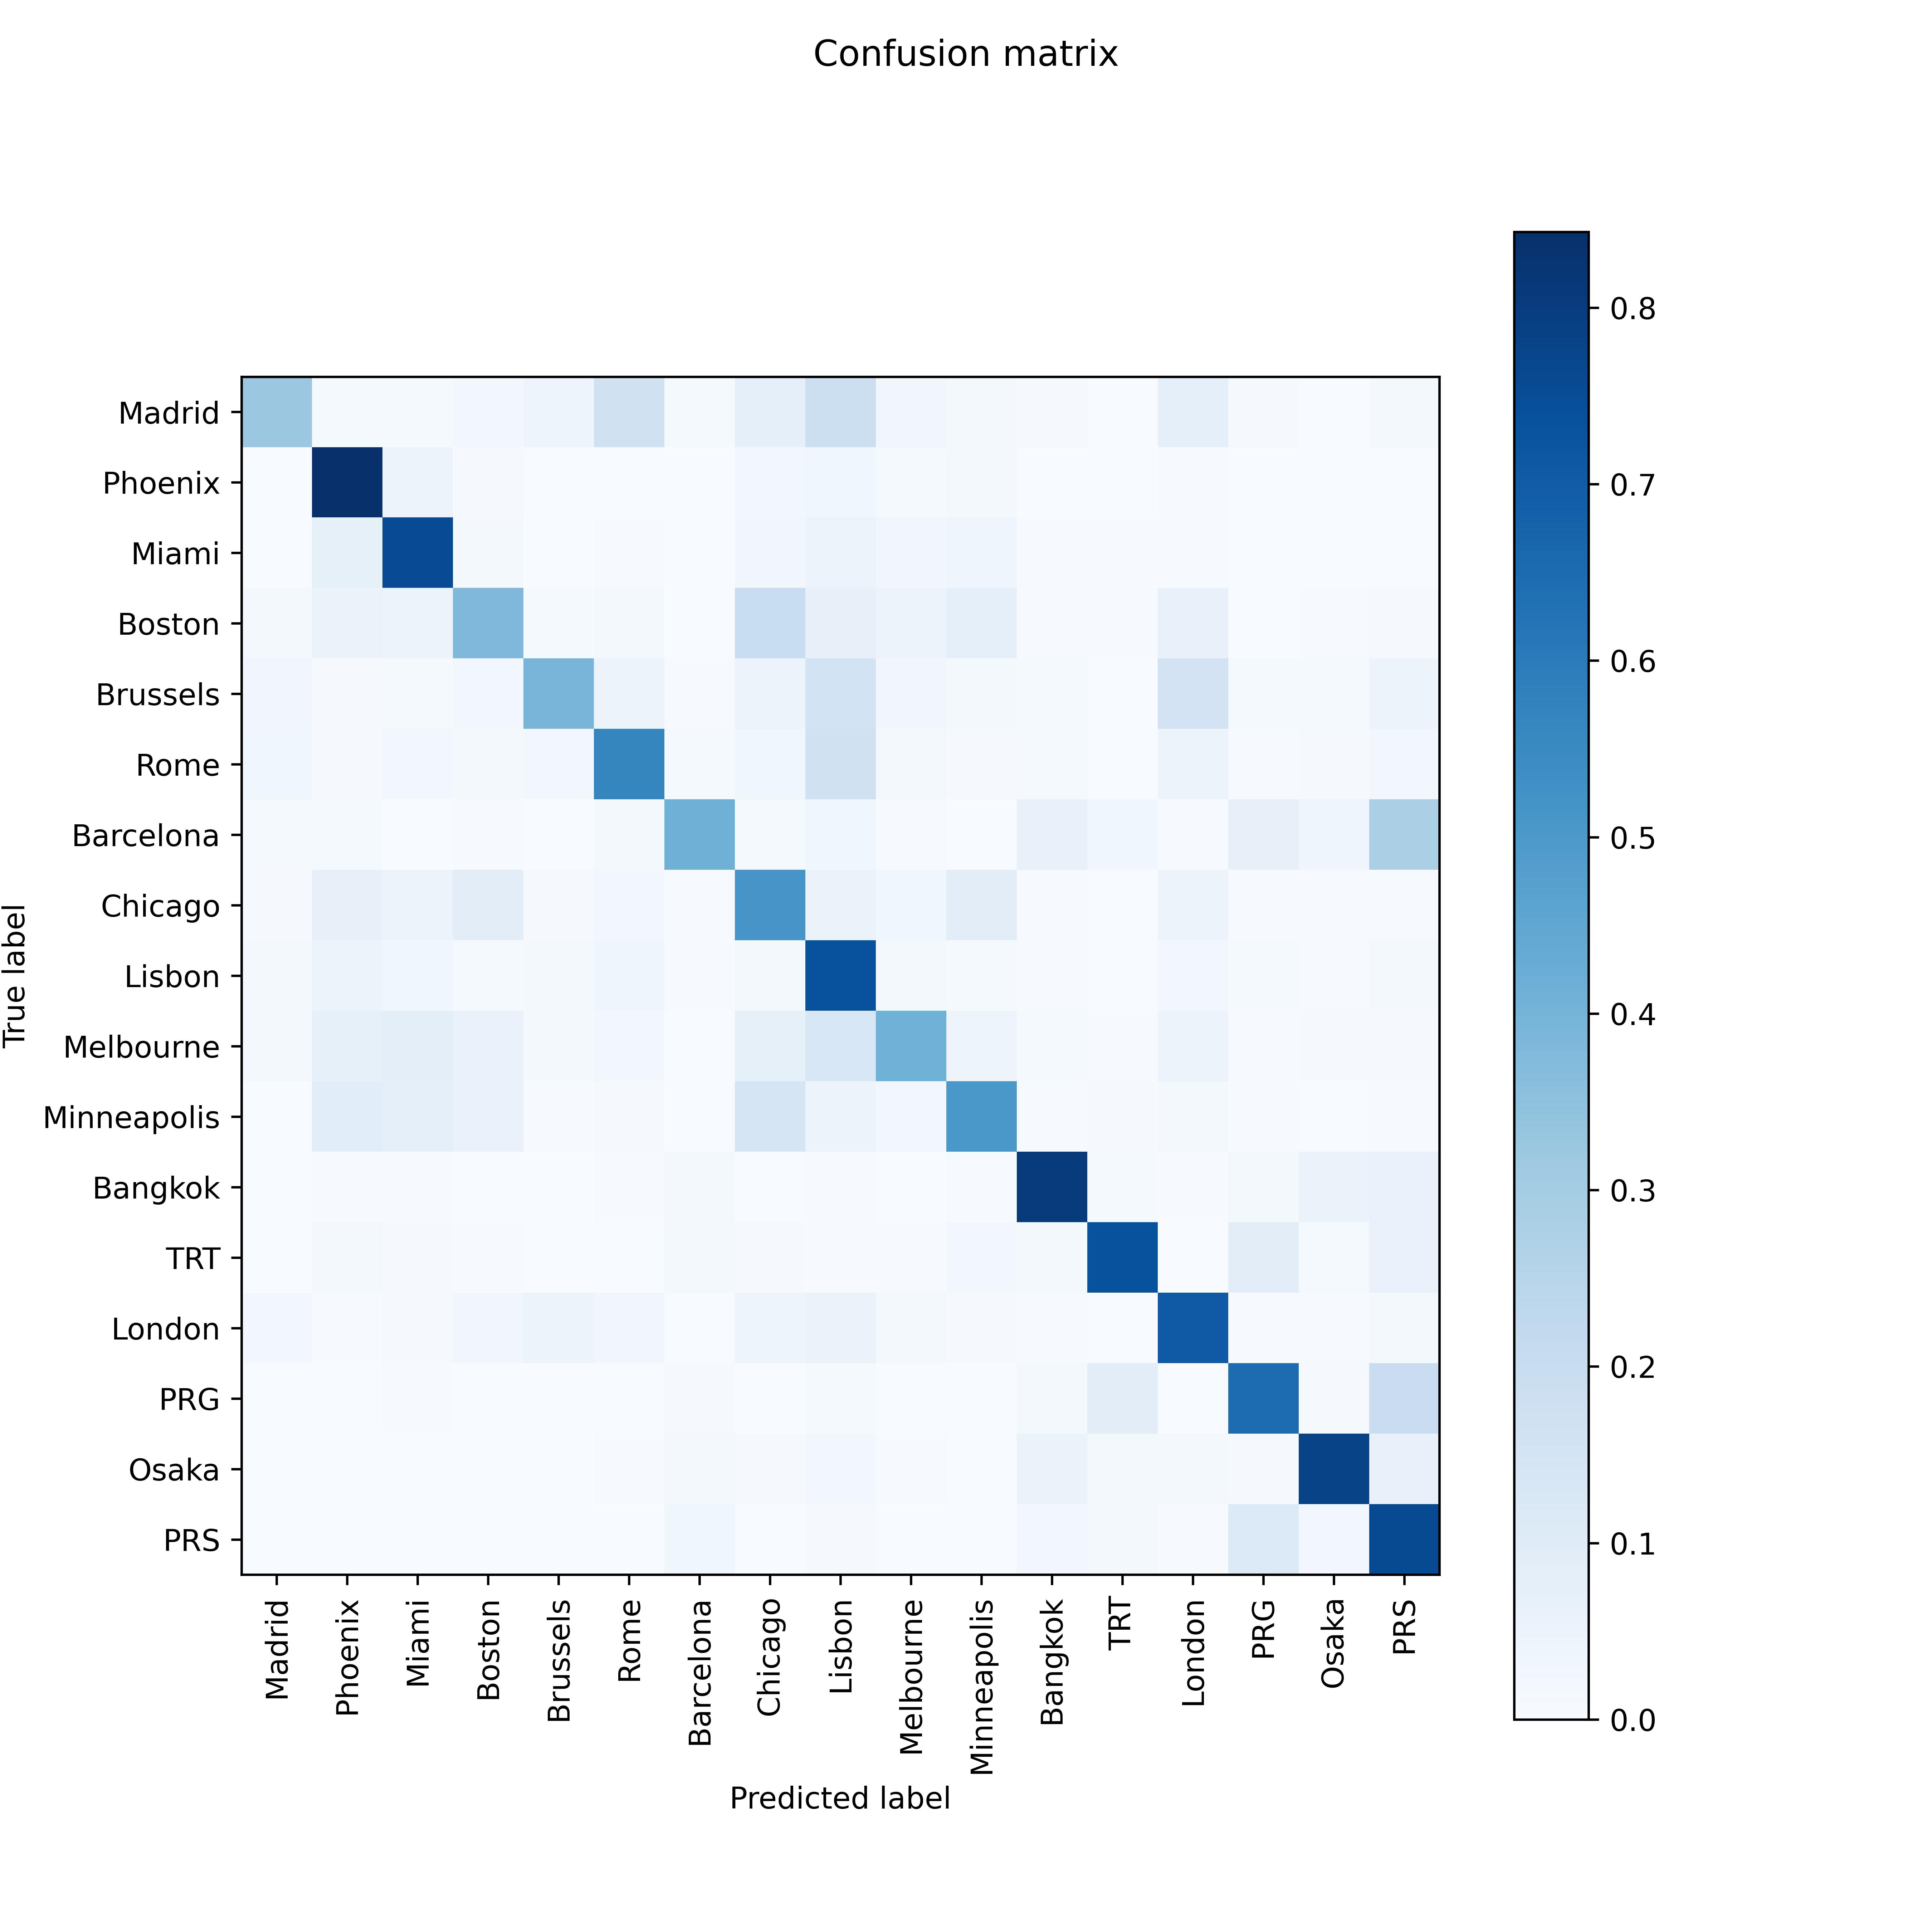 Confusion matrix
Madrid
Phoenix
Miami
Boston
Brussels
Rome
Barcelona
Chicago
Lisbon
Melbourne
Minneapolis
Bangkok
TRT
London
PRG
Osaka
PRS
True label
Madrid
Phoenix
Miami
Boston
Brussels
Rome
Barcelona
Chicago
Lisbon
Melbourne
Minneapolis
Bangkok
TRT
London
PRG
Osaka
PRS
Predicted label
0.8
0.7
0.6
0.5
0.4
0.3
0.2
0.1
0.0